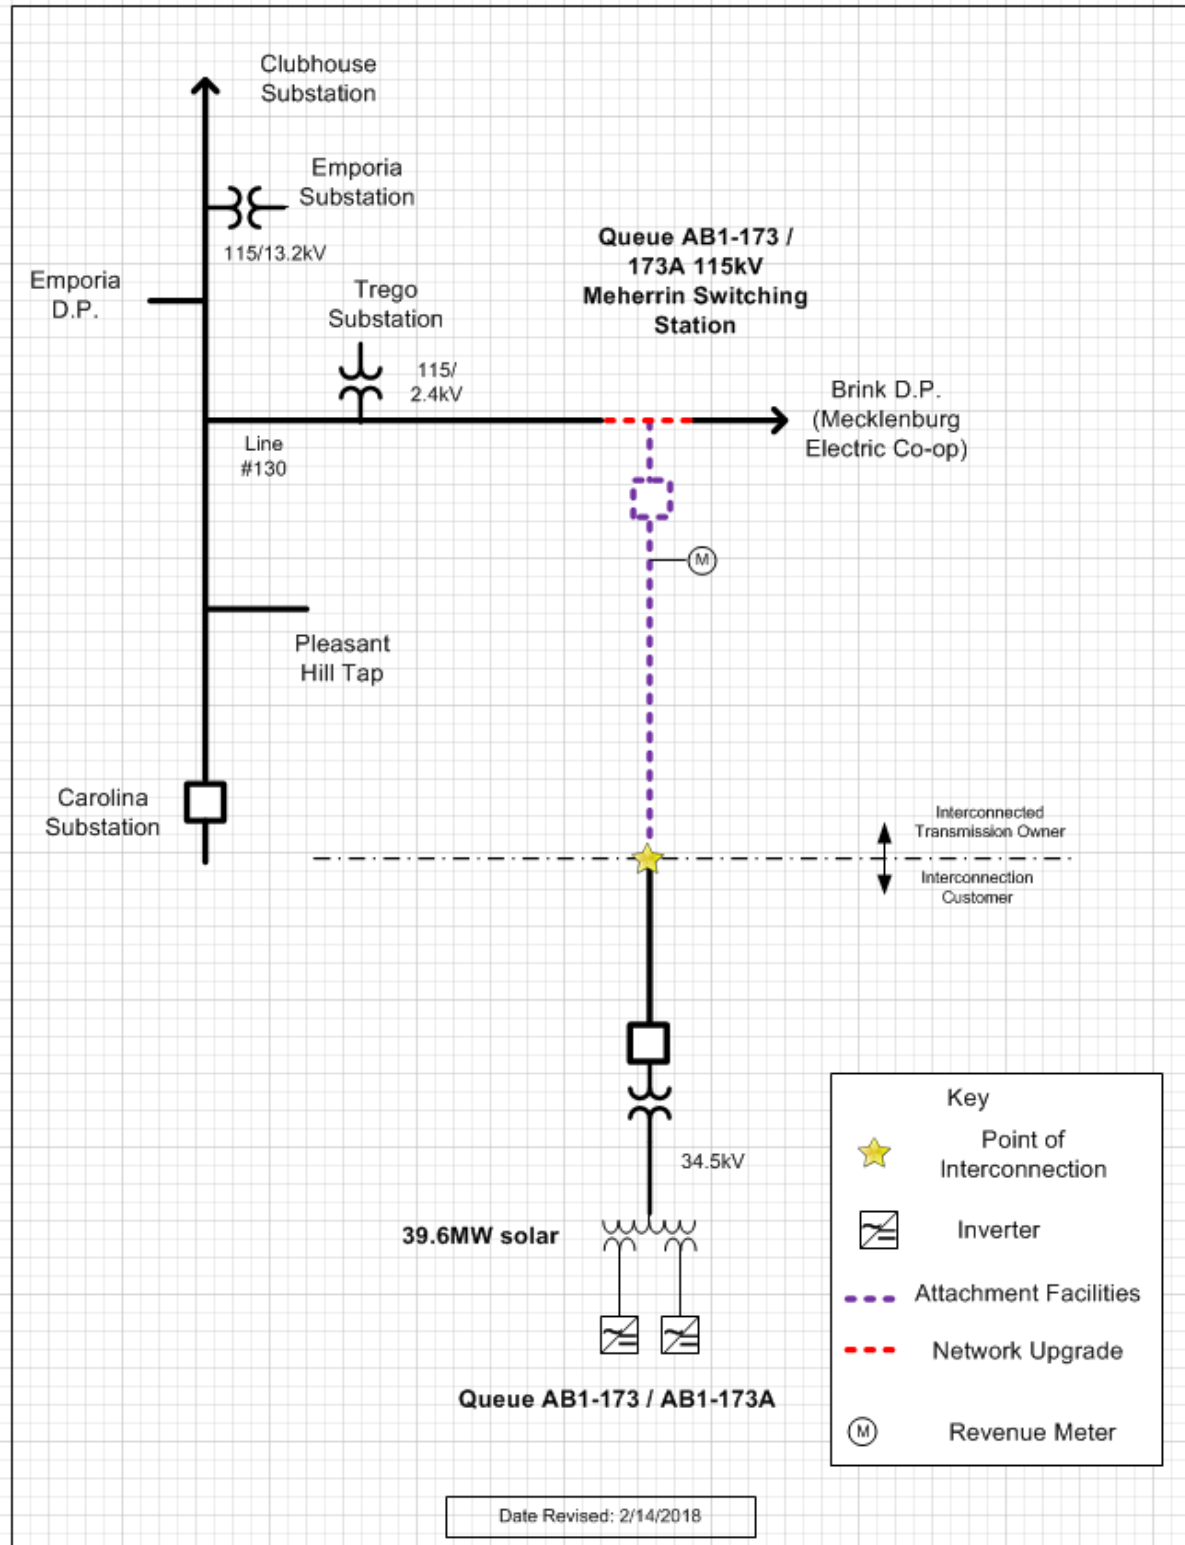 Clubhouse
Substation
Emporia
Substation
115/13.2kV
Emporia
D.P.
Trego
Substation
115/
2.4kV
Queue AB1-173 /
173A 115kV
Meherrin Switching
Station
Brink D.P.
(Mecklenburg
Electric Co-op)
Line
#130
M
Pleasant
Hill Tap
Carolina
Substation
Interconnected
Transmission Owner
Interconnection
Customer
34.5kV
39.6MW solar
Queue AB1-173 / AB1-173A
Key
Point of
Interconnection
Inverter
Attachment Facilities
Network Upgrade
M
Revenue Meter
Date Revised: 2/14/2018